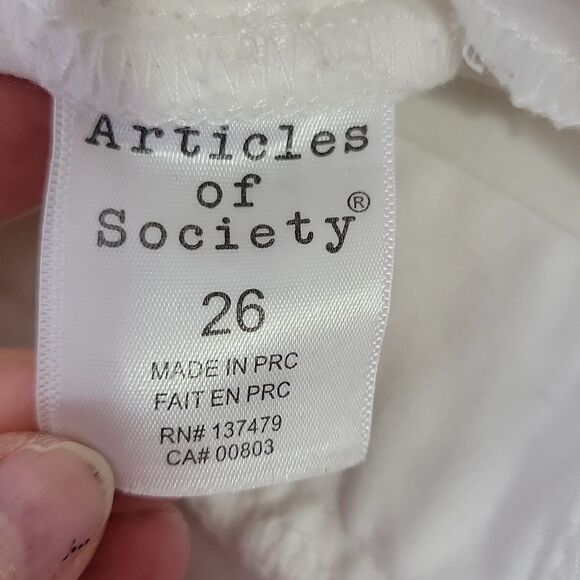 Articles
of
Society®
26
MADE IN PRC
FAIT EN PRC
RN# 137479
CA# 00803